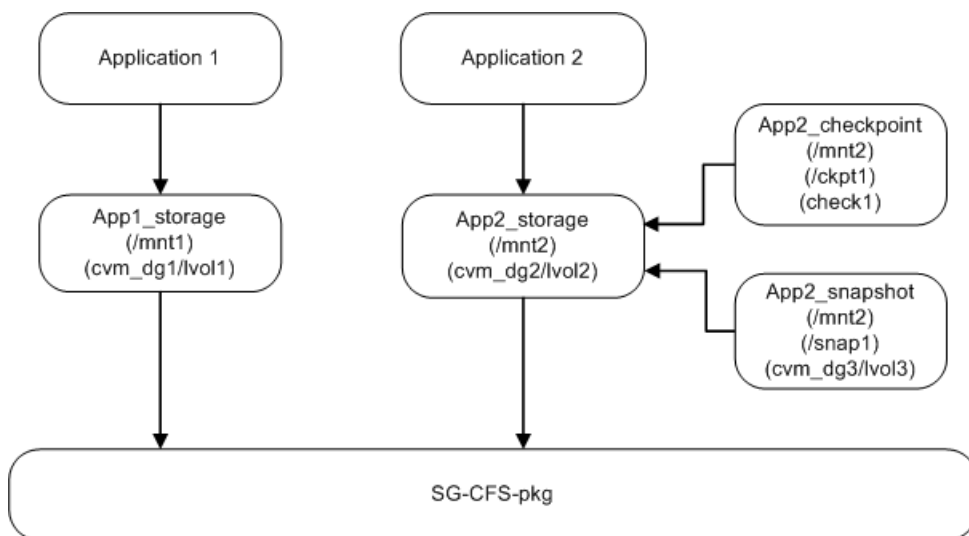 Application 1
Application 2
App2_checkpoint
(/mnt2)
(/ckpt1)
(check1)
App1_storage
(/mnt1)
(cvm_dg1/lvol1)
App2_storage
(/mnt2)
(cvm_dg2/lvol2)
App2_snapshot
(/mnt2)
(/snap1)
(cvm_dg3/lvol3)
SG-CFS-pkg